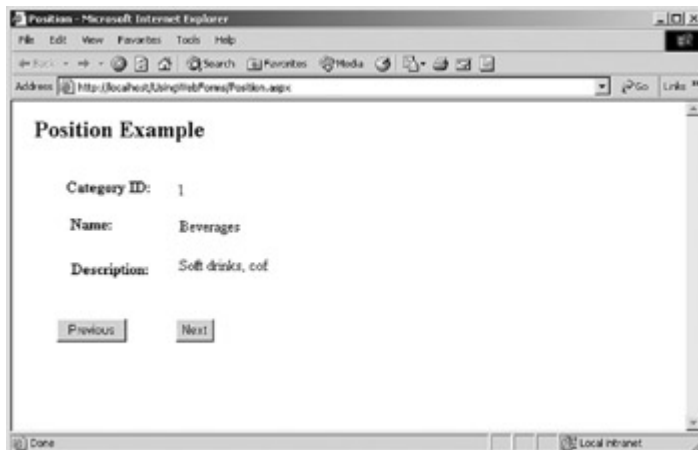 Position - Microsoft Internet Explorer
File Edit View Favorites Tools Help
Back Search Favorites Media
Address http://localhost/UsingWebForms/Position.aspx Go Links
Position Example
Category ID: 1
Name: Beverages
Description: Soft drinks, cof
Previous Next
Done Local intranet